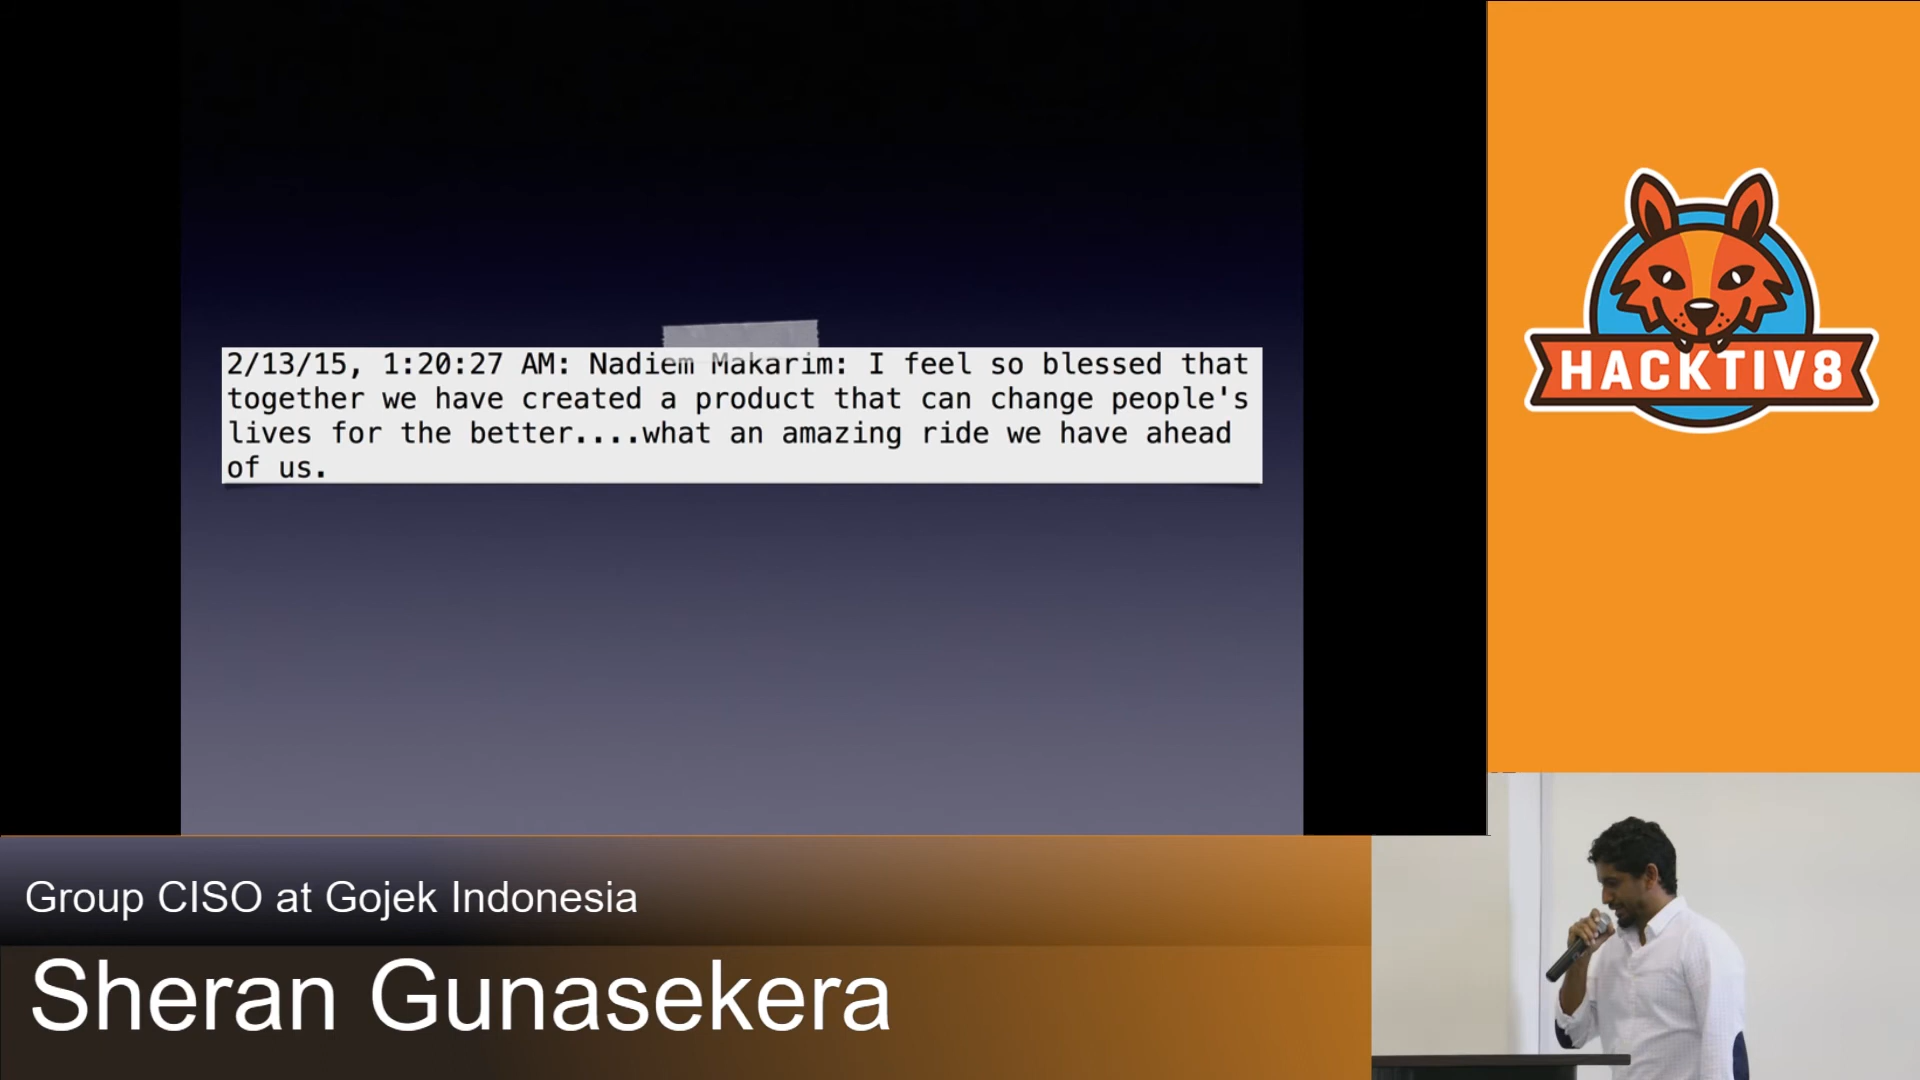 2/13/15, 1:20:27 AM: Nadiem Makarim: I feel so blessed that
together we have created a product that can change people's
lives for the better....what an amazing ride we have ahead
of us.
HACKTIV8
Group CISO at Gojek Indonesia
Sheran Gunasekera